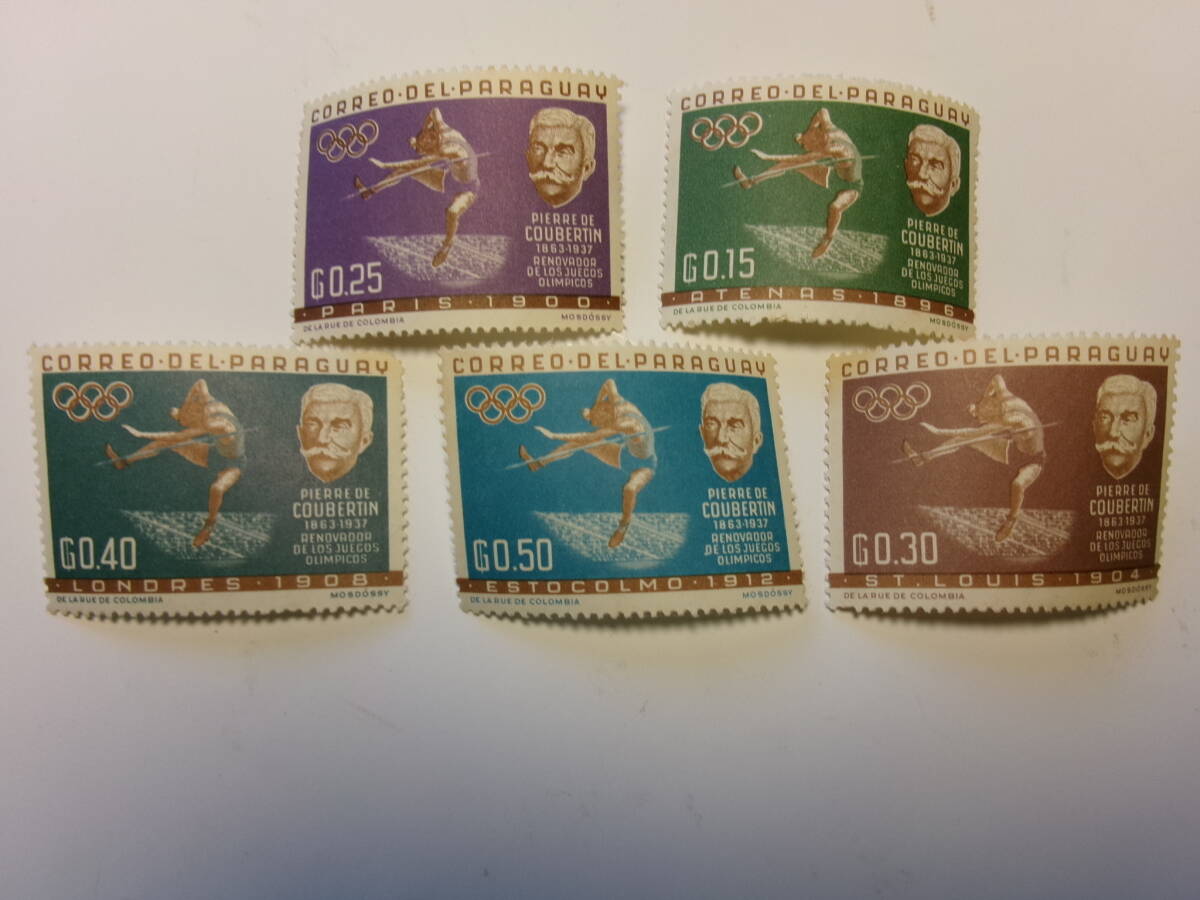 CORREO·DEL·PARAGUAY
PIERRE DE
COUBERTIN
1863-1937
RENOVADOR
DE LOS JUEGOS
OLIMPICOS
₲0.25
PARIS·1900
DE LA RUE DE COLOMBIA MOSDÓSSY
CORREO·DEL·PARAGUAY
PIERRE DE
COUBERTIN
1863-1937
RENOVADOR
DE LOS JUEGOS
OLIMPICOS
₲0.15
ATENAS·1896
DE LA RUE DE COLOMBIA MOSDÓSSY
CORREO·DEL·PARAGUAY
PIERRE DE
COUBERTIN
1863-1937
RENOVADOR
DE LOS JUEGOS
OLIMPICOS
₲0.40
LONDRES·1908
DE LA RUE DE COLOMBIA MOSDÓSSY
CORREO·DEL·PARAGUAY
PIERRE DE
COUBERTIN
1863-1937
RENOVADOR
DE LOS JUEGOS
OLIMPICOS
₲0.50
ESTOCOLMO·1912
DE LA RUE DE COLOMBIA MOSDÓSSY
CORREO·DEL·PARAGUAY
PIERRE DE
COUBERTIN
1863-1937
RENOVADOR
DE LOS JUEGOS
OLIMPICOS
₲0.30
ST. LOUIS·1904
DE LA RUE DE COLOMBIA MOSDÓSSY